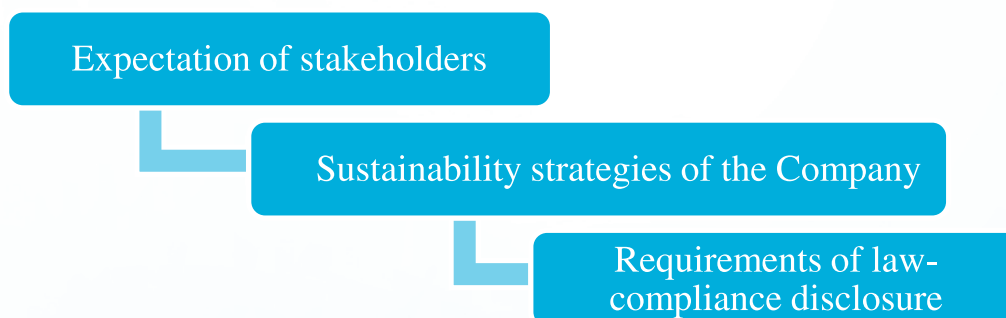 Expectation of stakeholders
Sustainability strategies of the Company
Requirements of law-
compliance disclosure